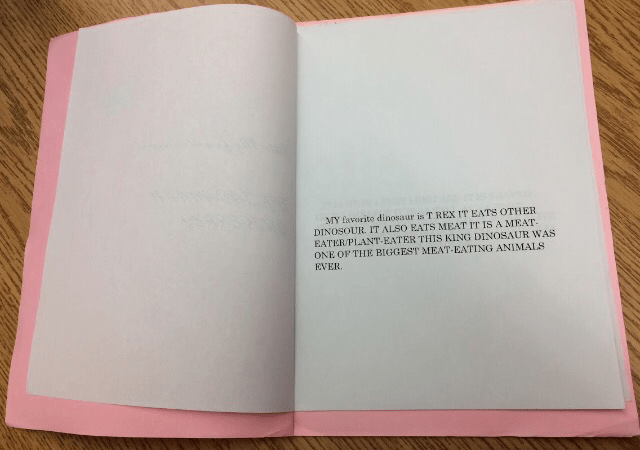 MY favorite dinosaur is T REX IT EATS OTHER
DINOSOUR. IT ALSO EATS MEAT IT IS A MEAT-
EATER/PLANT-EATER THIS KING DINOSAUR WAS
ONE OF THE BIGGEST MEAT-EATING ANIMALS
EVER.